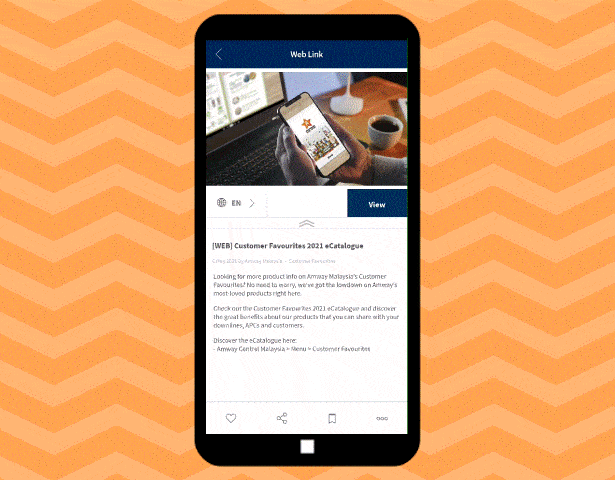 Web Link
EN
View
[WEB] Customer Favourites 2021 eCatalogue
by Amway Malaysia - Customer Favourites
Looking for more product info on Amway Malaysia's Customer
Favourites? No need to worry, we've got the lowdown on Amway's
most-loved products right here.
Check out the Customer Favourites 2021 eCatalogue and discover
the great benefits about our products that you can share with your
downlines, APCs and customers.
Discover the eCatalogue here:
- Amway Central Malaysia > Menu > Customer Favourites